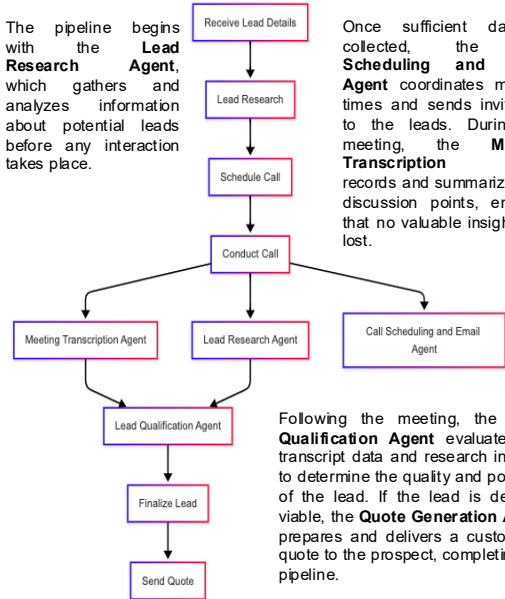 The pipeline begins
with the Lead
Research Agent,
which gathers and
analyzes information
about potential leads
before any interaction
takes place.
Receive Lead Details
Lead Research
Schedule Call
Conduct Call
Once sufficient
collected, the
Scheduling and
Agent coordinates
times and sends
to the leads.
meeting, the
Transcription
records and
discussion points,
that no valuable
lost.
Meeting Transcription Agent
Lead Research Agent
Call Scheduling and Email
Agent
Lead Qualification Agent
Finalize Lead
Send Quote
Following the meeting, the
Qualification Agent
transcript data and research
to determine the quality and
of the lead. If the lead is
viable, the Quote Generation
prepares and delivers a
quote to the prospect,
pipeline.